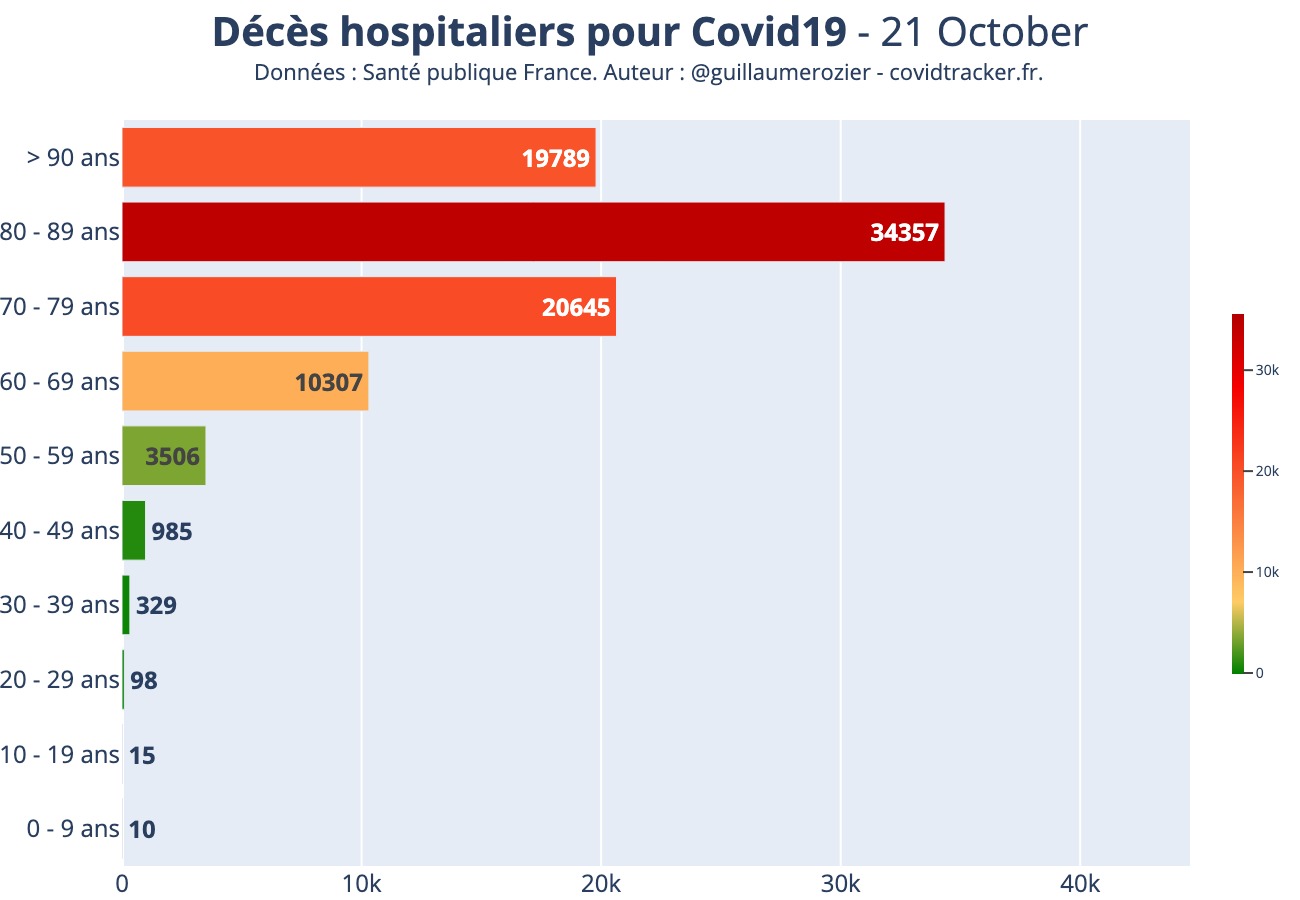 Décès hospitaliers pour Covid19 - 21 October
Données : Santé publique France. Auteur : @guillaumerozier - covidtracker.fr.
> 90 ans 19789
80 - 89 ans 34357
70 - 79 ans 20645
60 - 69 ans 10307
50 - 59 ans 3506
40 - 49 ans 985
30 - 39 ans 329
20 - 29 ans 98
10 - 19 ans 15
0 - 9 ans 10
0 10k 20k 30k 40k
30k
20k
10k
0